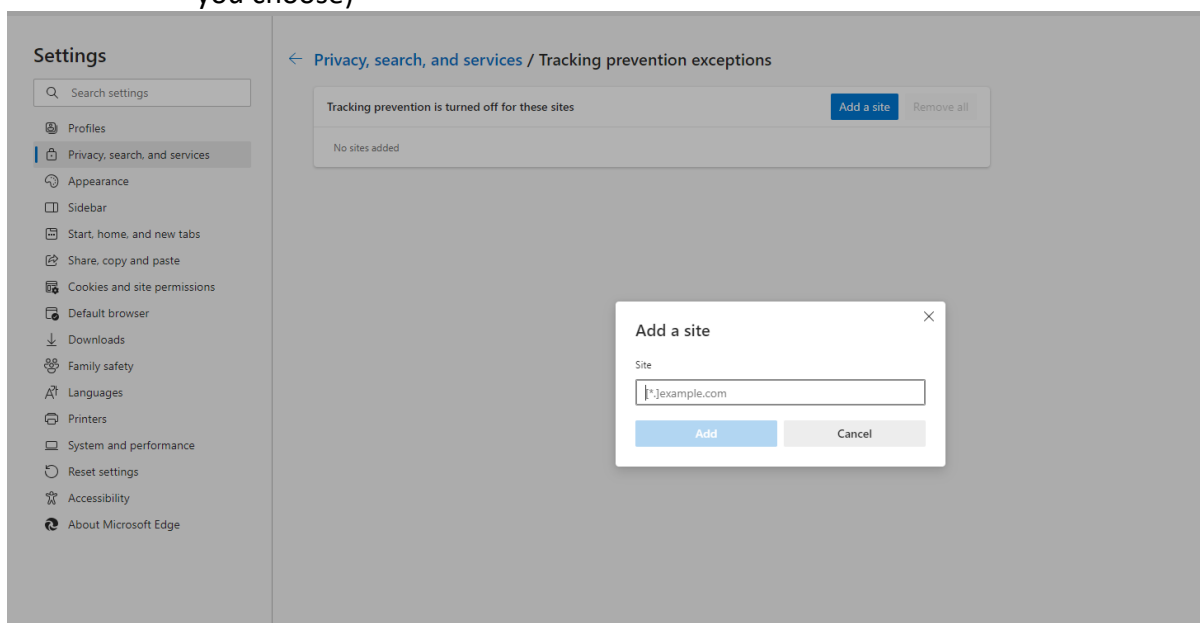 you choose)
Settings
Search settings
Profiles
Privacy, search, and services
Appearance
Sidebar
Start, home, and new tabs
Share, copy and paste
Cookies and site permissions
Default browser
Downloads
Family safety
Languages
Printers
System and performance
Reset settings
Accessibility
About Microsoft Edge
Privacy, search, and services / Tracking prevention exceptions
Tracking prevention is turned off for these sites
Add a site
Remove all
No sites added
Add a site
Site
[*.]example.com
Add
Cancel